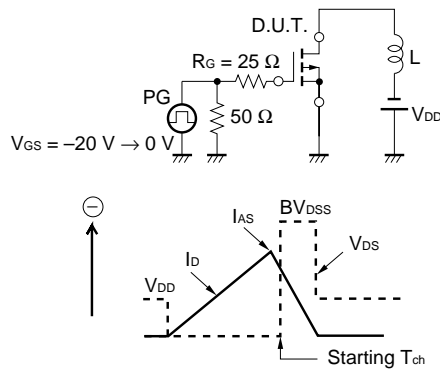 D.U.T.
RG = 25 Ω
L
PG
50 Ω
VDD
VGS = –20 V → 0 V
–
BVDSS
IAS
ID
VDS
VDD
Starting Tch